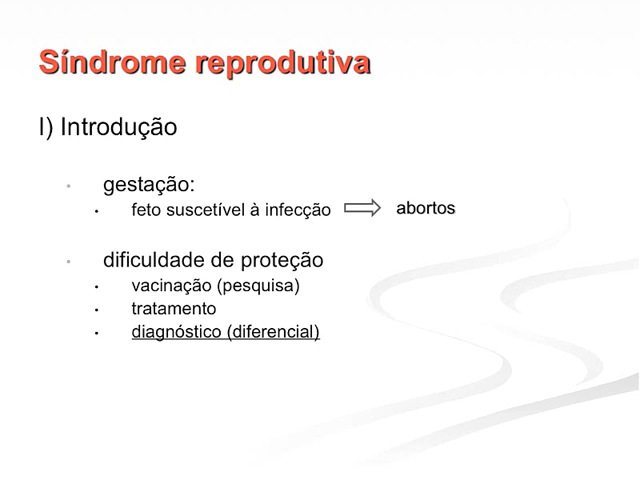 Síndrome reprodutiva
I) Introdução
gestação:
feto suscetível à infecção abortos
dificuldade de proteção
vacinação (pesquisa)
tratamento
diagnóstico (diferencial)